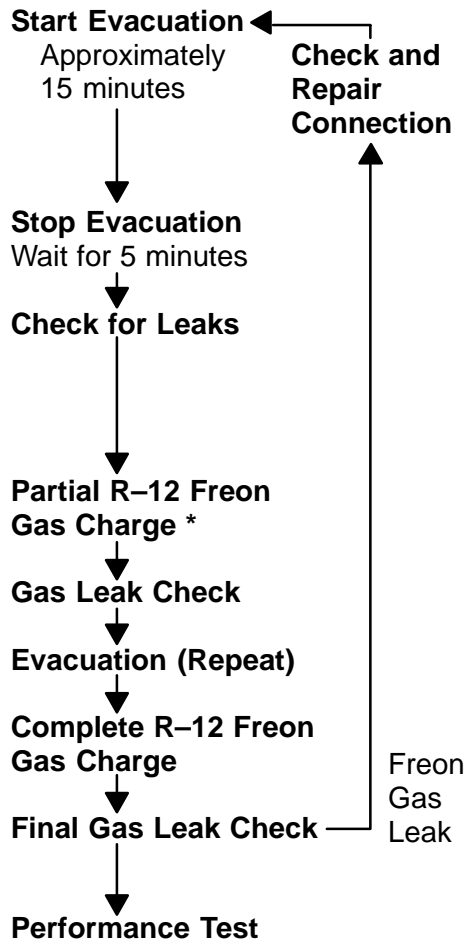 Start Evacuation
Approximately
15 minutes
Check and
Repair
Connection
Stop Evacuation
Wait for 5 minutes
Check for Leaks
Partial R–12 Freon
Gas Charge *
Gas Leak Check
Evacuation (Repeat)
Complete R–12 Freon
Gas Charge
Final Gas Leak Check
Freon
Gas
Leak
Performance Test